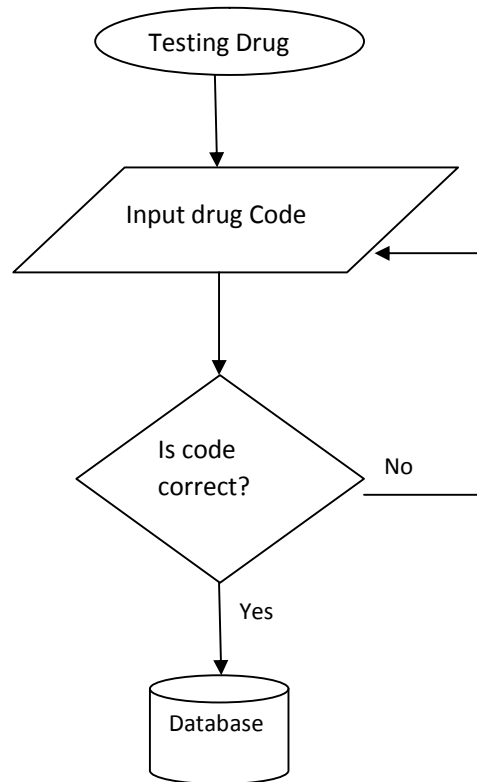 Testing Drug
Input drug Code
Is code
correct?
No
Yes
Database